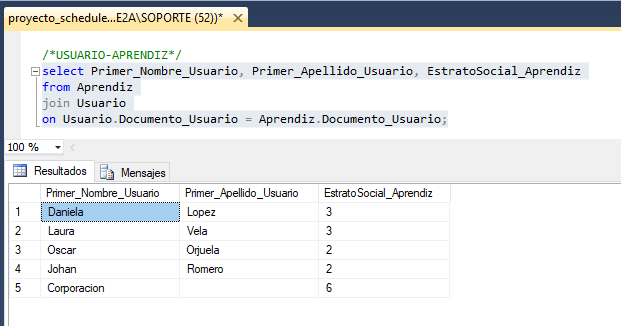 proyecto_schedule...E2A\SOPORTE (52))*
/*USUARIO-APRENDIZ*/
select Primer_Nombre_Usuario, Primer_Apellido_Usuario, EstratoSocial_Aprendiz
from Aprendiz
join Usuario
on Usuario.Documento_Usuario = Aprendiz.Documento_Usuario;
100 %
Resultados Mensajes
Primer_Nombre_Usuario Primer_Apellido_Usuario EstratoSocial_Aprendiz
1 Daniela Lopez 3
2 Laura Vela 3
3 Oscar Orjuela 2
4 Johan Romero 2
5 Corporacion 6